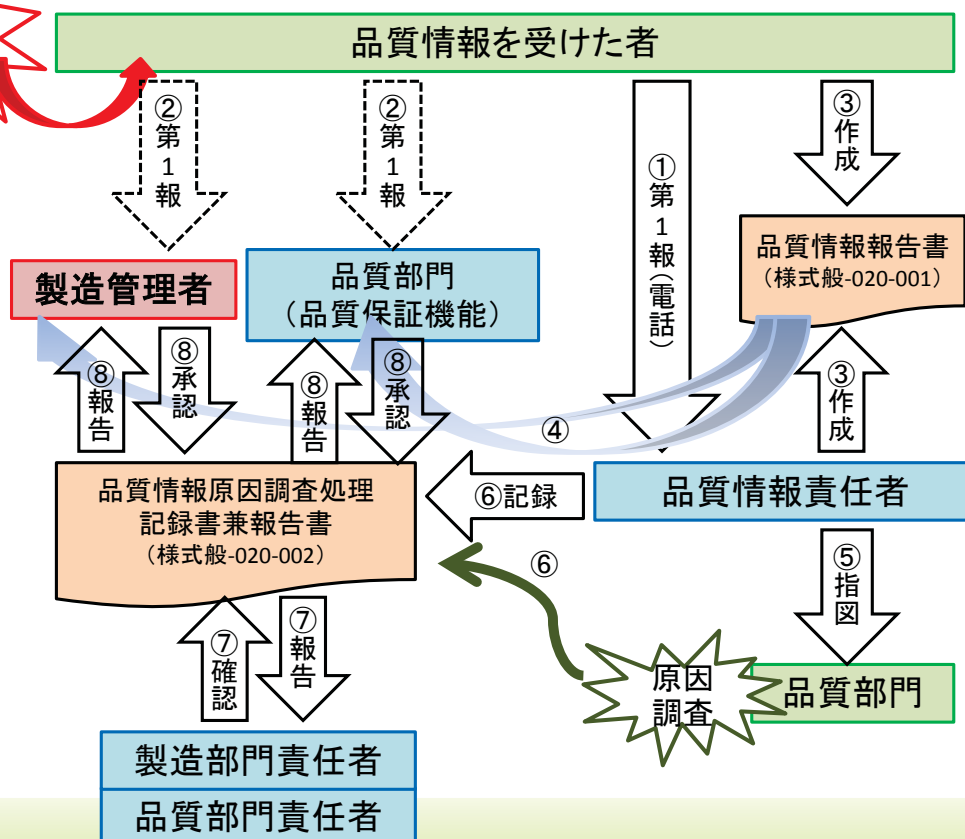 品質情報を受けた者
②第1報
②第1報
①第1報(電話)
③作成
品質情報報告書
(様式般-020-001)
製造管理者
品質部門
(品質保証機能)
⑧報告
⑧承認
⑧報告
⑧承認
④
③作成
品質情報原因調査処理
記録書兼報告書
(様式般-020-002)
⑥記録
品質情報責任者
⑥
⑤指図
⑦確認
⑦報告
原因
調査
品質部門
製造部門責任者
品質部門責任者